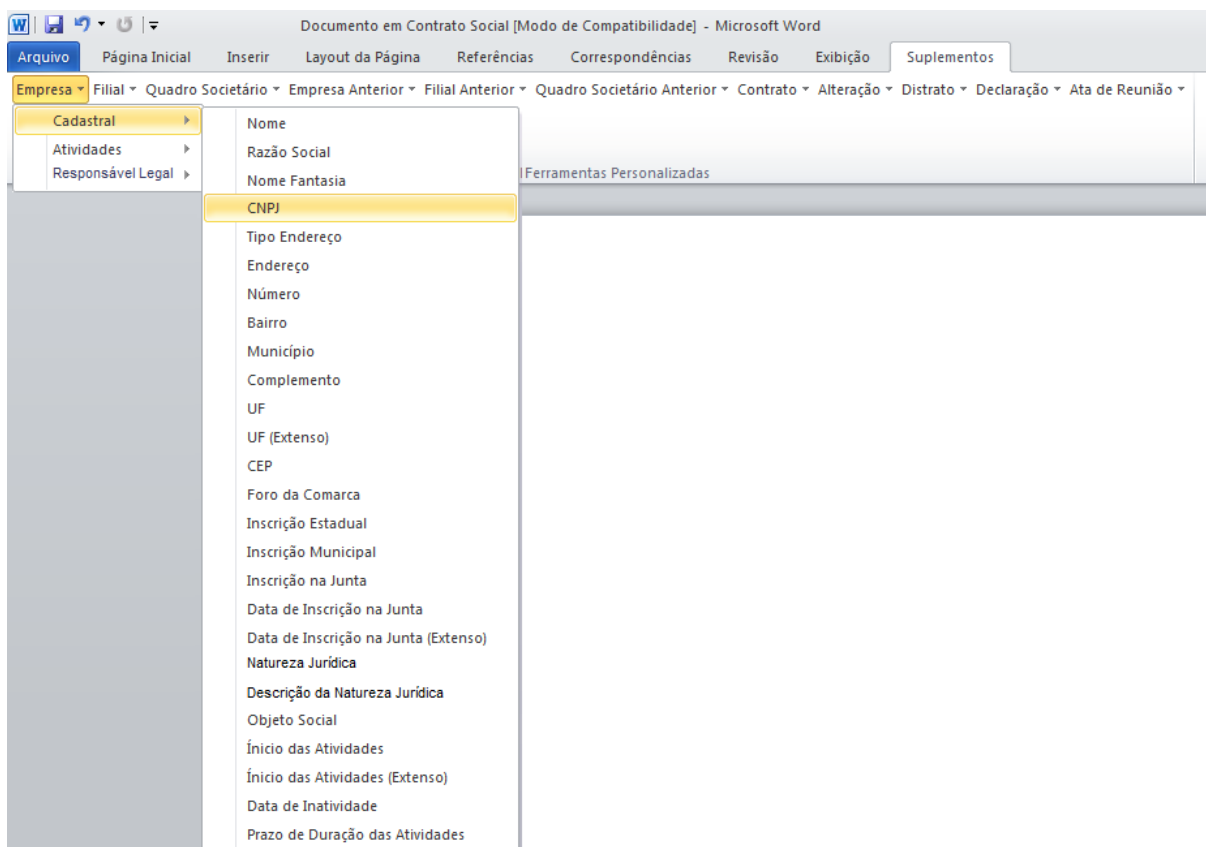 Documento em Contrato Social [Modo de Compatibilidade] - Microsoft Word
Arquivo Página Inicial Inserir Layout da Página Referências Correspondências Revisão Exibição Suplementos
Empresa Filial Quadro Societário Empresa Anterior Filial Anterior Quadro Societário Anterior Contrato Alteração Distrato Declaração Ata de Reunião
Cadastral
Atividades
Responsável Legal
Ferramentas Personalizadas
Nome
Razão Social
Nome Fantasia
CNPJ
Tipo Endereço
Endereço
Número
Bairro
Município
Complemento
UF
UF (Extenso)
CEP
Foro da Comarca
Inscrição Estadual
Inscrição Municipal
Inscrição na Junta
Data de Inscrição na Junta
Data de Inscrição na Junta (Extenso)
Natureza Jurídica
Descrição da Natureza Jurídica
Objeto Social
Ínicio das Atividades
Ínicio das Atividades (Extenso)
Data de Inatividade
Prazo de Duração das Atividades